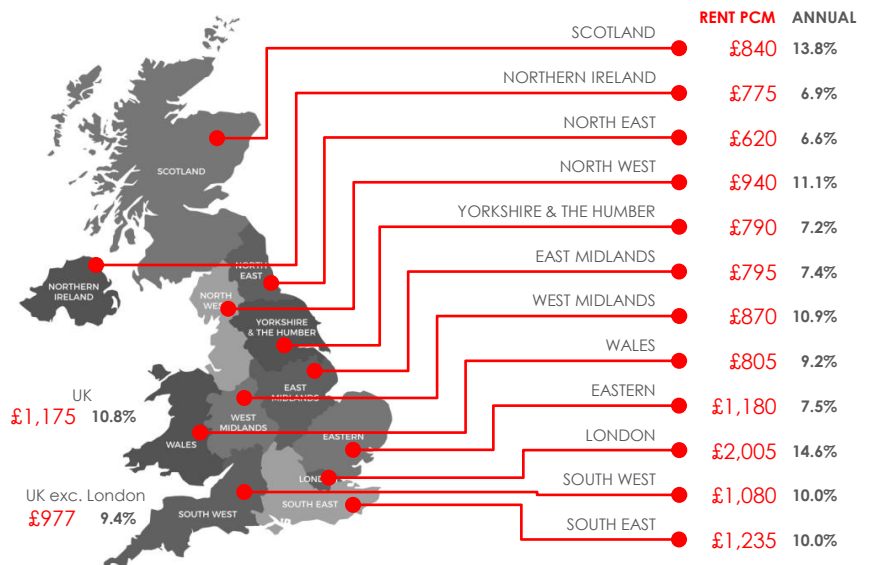 RENT PCM ANNUAL
SCOTLAND £840 13.8%
NORTHERN IRELAND £775 6.9%
NORTH EAST £620 6.6%
NORTH WEST £940 11.1%
YORKSHIRE & THE HUMBER £790 7.2%
EAST MIDLANDS £795 7.4%
WEST MIDLANDS £870 10.9%
WALES £805 9.2%
EASTERN £1,180 7.5%
LONDON £2,005 14.6%
SOUTH WEST £1,080 10.0%
SOUTH EAST £1,235 10.0%
SCOTLAND
NORTHERN
IRELAND
NORTH
EAST
NORTH
WEST
YORKSHIRE
& THE HUMBER
EAST
MIDLANDS
WEST
MIDLANDS
WALES
EASTERN
LONDON
SOUTH EAST
SOUTH WEST
UK
£1,175 10.8%
UK exc. London
£977 9.4%